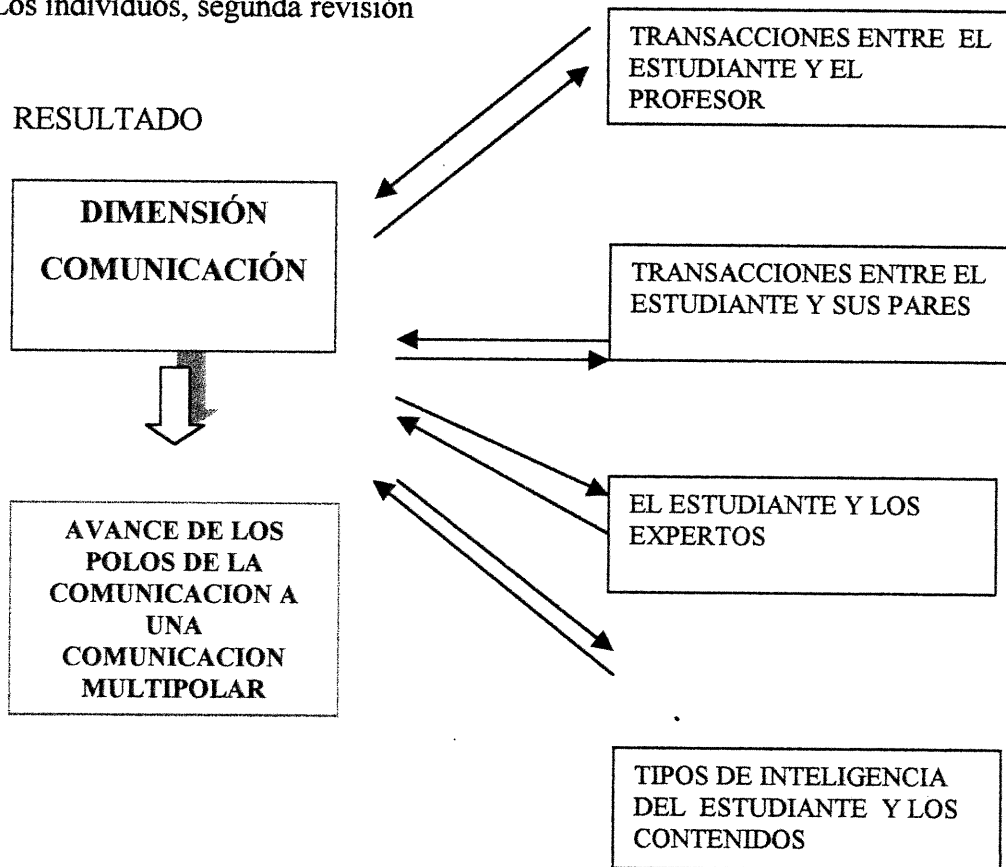 Los individuos, segunda revisión
RESULTADO
DIMENSIÓN
COMUNICACIÓN
AVANCE DE LOS
POLOS DE LA
COMUNICACION A
UNA
COMUNICACION
MULTIPOLAR
TRANSACCIONES ENTRE EL
ESTUDIANTE Y EL
PROFESOR
TRANSACCIONES ENTRE EL
ESTUDIANTE Y SUS PARES
EL ESTUDIANTE Y LOS
EXPERTOS
TIPOS DE INTELIGENCIA
DEL ESTUDIANTE Y LOS
CONTENIDOS